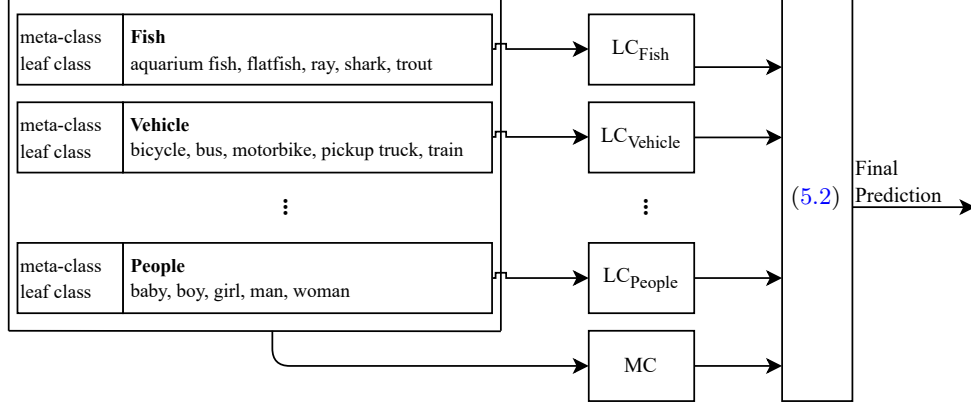 meta-class
leaf class
Fish
aquarium fish, flatfish, ray, shark, trout
LC_Fish
meta-class
leaf class
Vehicle
bicycle, bus, motorbike, pickup truck, train
LC_Vehicle
(5.2)
Final
Prediction
meta-class
leaf class
People
baby, boy, girl, man, woman
LC_People
MC